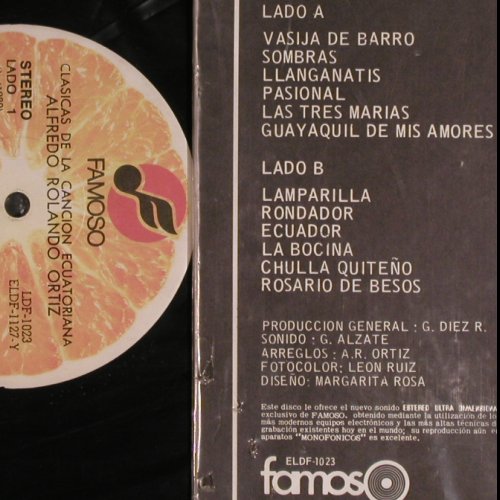 STEREO
LADO 1
CLASICAS DE LA CANCION ECUATORIANA
ALFREDO ROLANDO ORTIZ
FAMOSO
LDF-1023
ELDF-1127-Y
LADO A
VASIJA DE BARRO
SOMBRAS
LLANGANATIS
PASIONAL
LAS TRES MARIAS
GUAYAQUIL DE MIS AMORES
LADO B
LAMPARILLA
RONDADOR
ECUADOR
LA BOCINA
CHULLA QUITEÑO
ROSARIO DE BESOS
PRODUCCION GENERAL : G. DIEZ R.
SONIDO : G. ALZATE
ARREGLOS : A.R. ORTIZ
FOTOCOLOR: LEON RUIZ
DISEÑO: MARGARITA ROSA
Este disco le ofrece el nuevo sonido ESTEREO ULTRA
exclusivo de FAMOSO. obtenido mediante la utilización de
más modernos equipos electrónicos y las más altas técnicas
grabación existentes hoy en el mundo; su reproducción aún
aparatos "MONOFONICOS" es excelente.
ELDF-1023
famoso